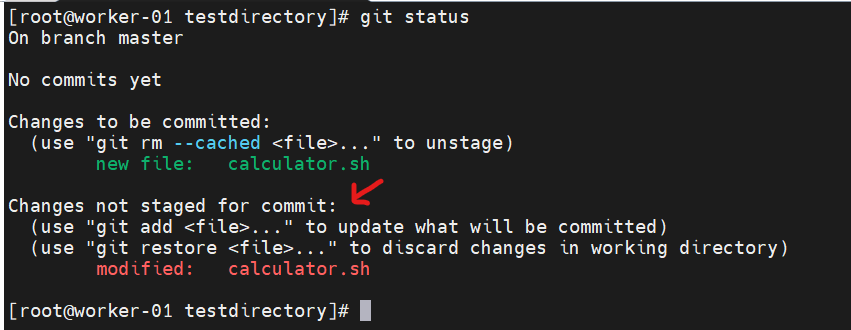 [root@worker-01 testdirectory]# git status
On branch master
No commits yet
Changes to be committed:
  (use "git rm --cached <file>..." to unstage)
        new file:   calculator.sh
Changes not staged for commit:
  (use "git add <file>..." to update what will be committed)
  (use "git restore <file>..." to discard changes in working directory)
        modified:   calculator.sh
[root@worker-01 testdirectory]#